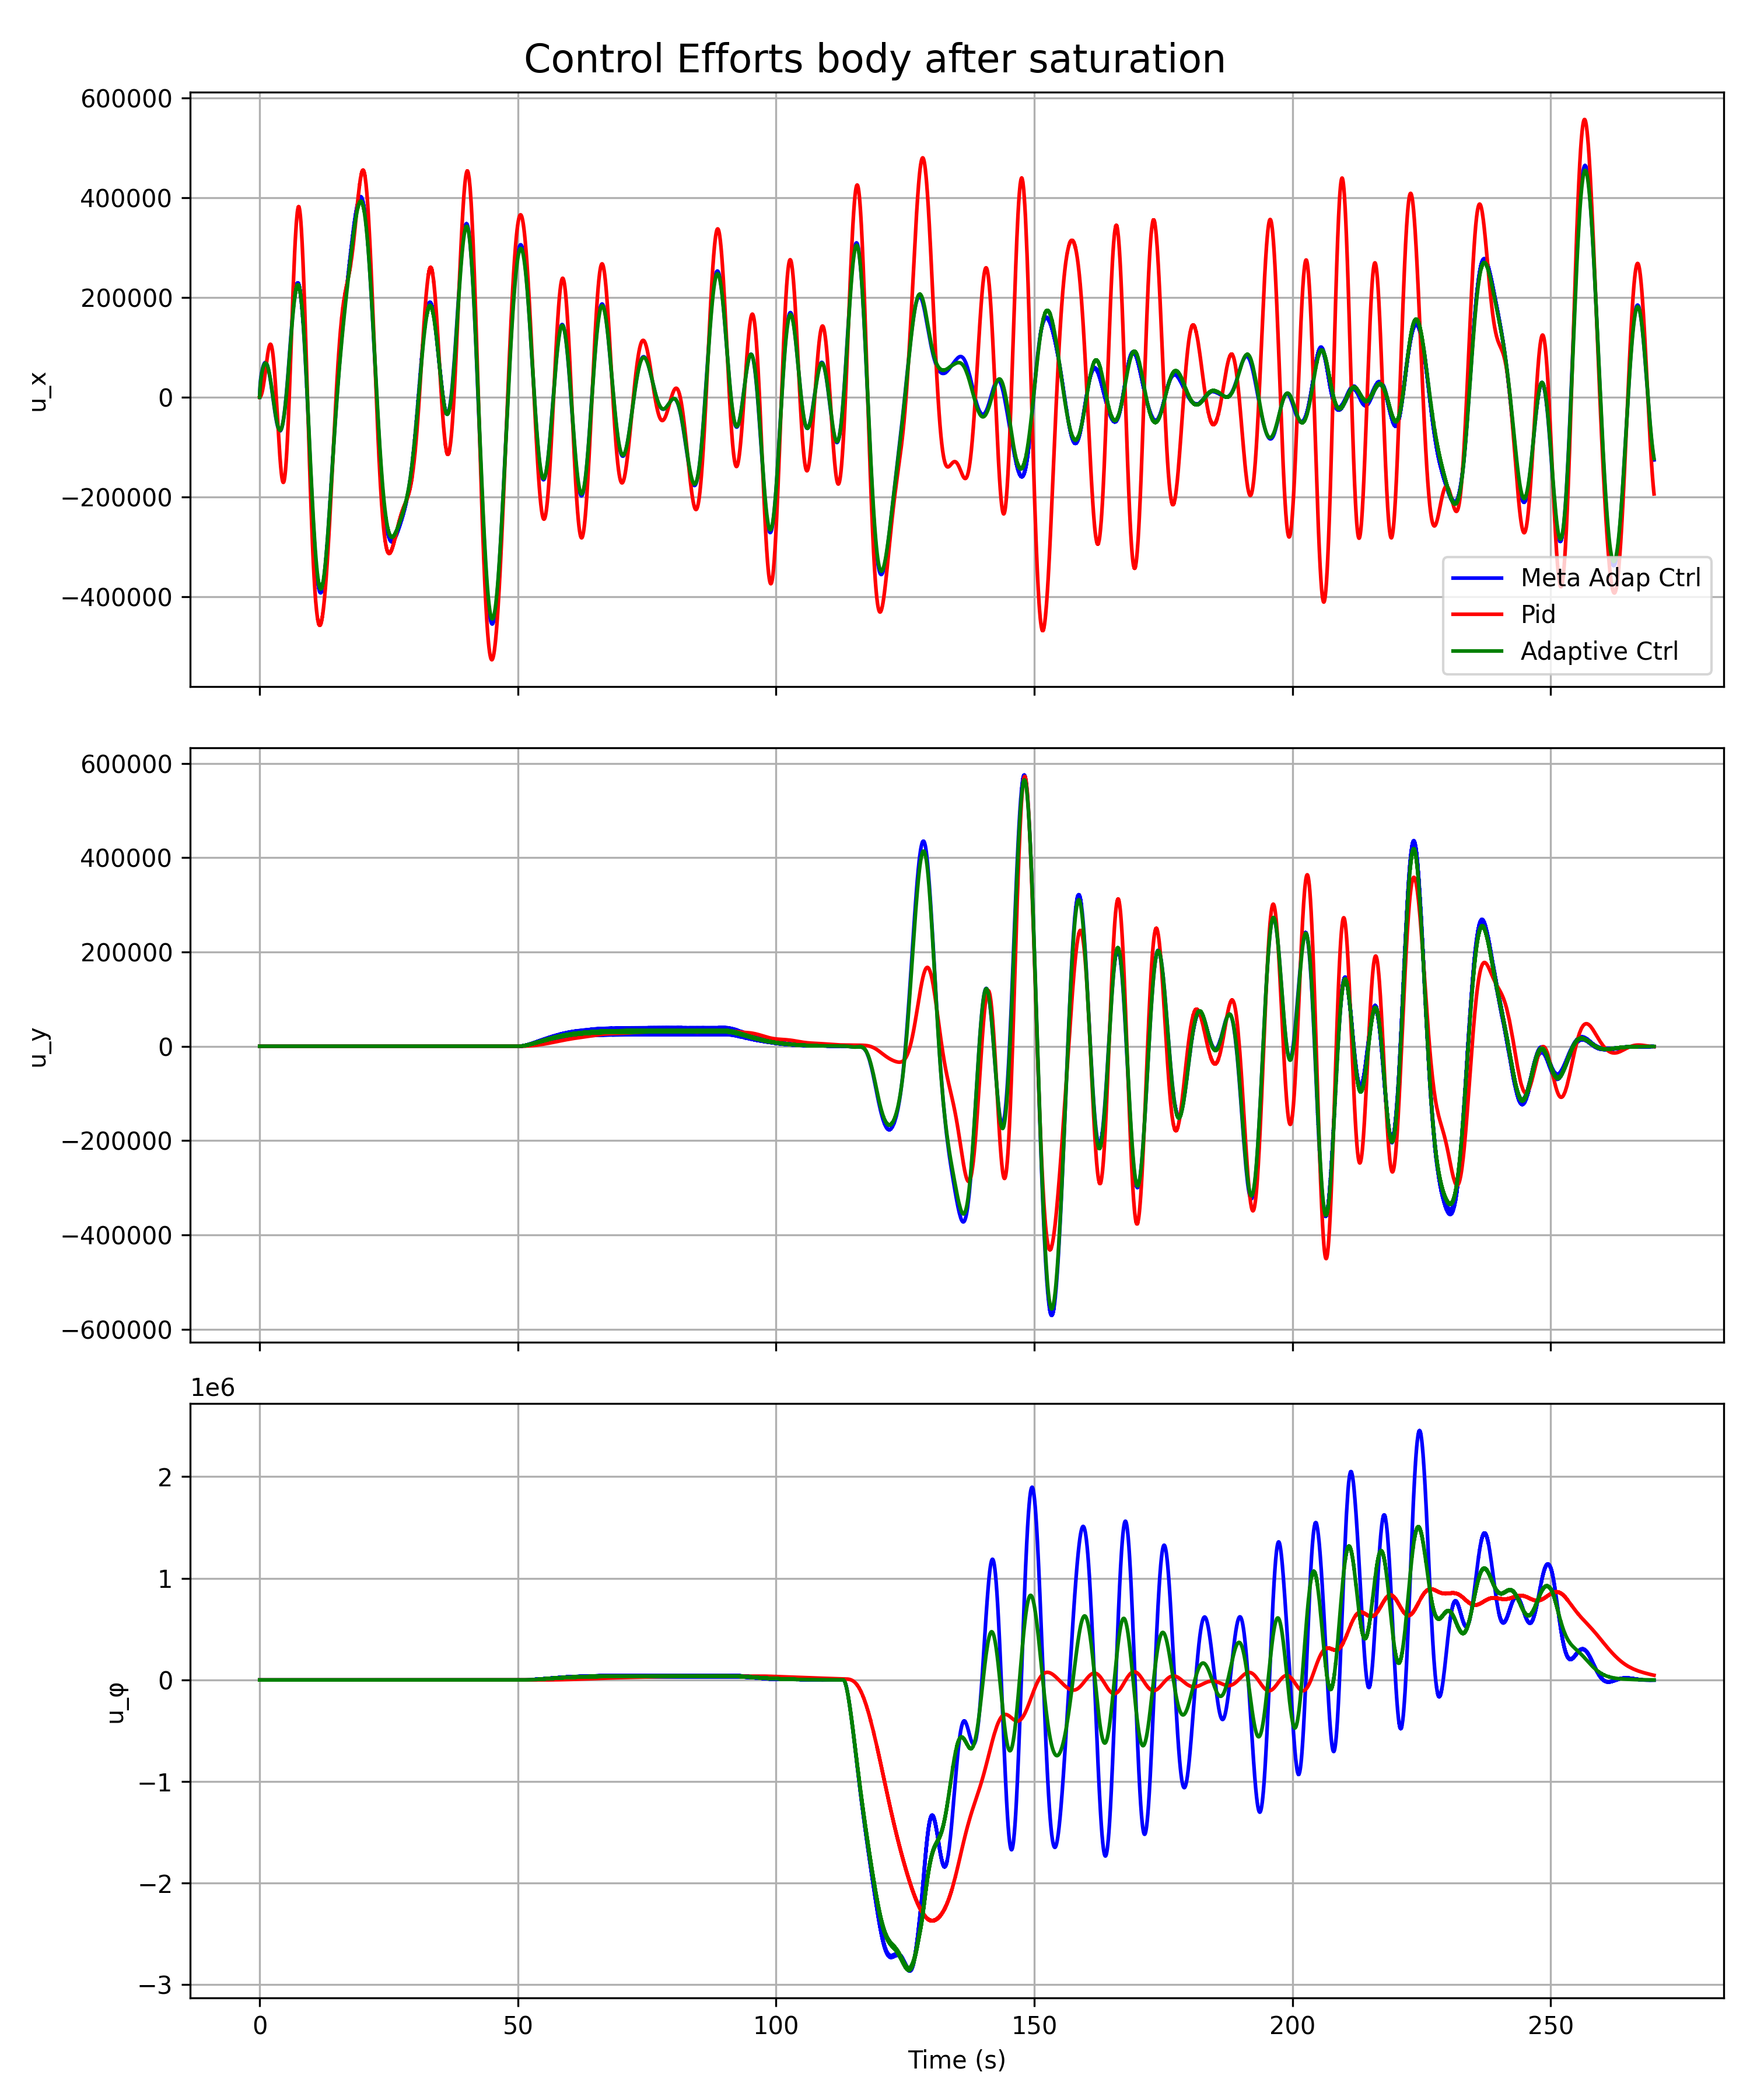 Control Efforts body after saturation
600000
400000
200000
0
−200000
−400000
u_x
Meta Adap Ctrl
Pid
Adaptive Ctrl
600000
400000
200000
0
−200000
−400000
−600000
u_y
1e6
2
1
0
−1
−2
−3
u_φ
0 50 100 150 200 250
Time (s)